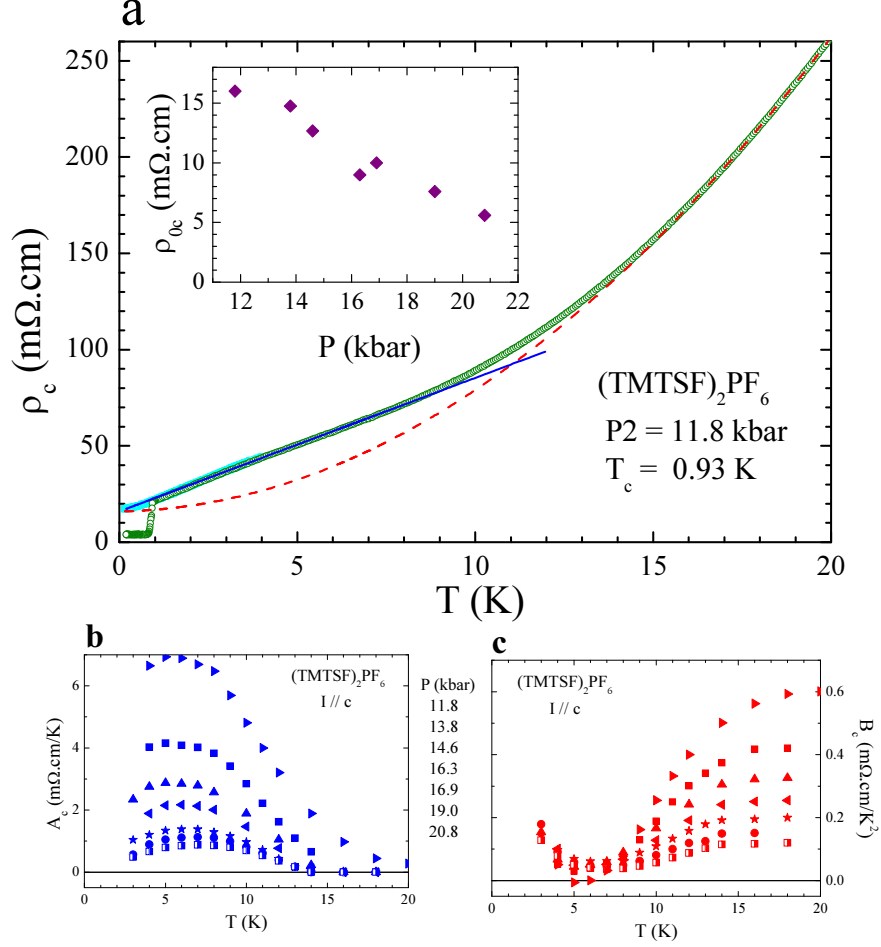 a
250
200
150
100
50
0
ρc (mΩ.cm)
0 5 10 15 20
T (K)
15
10
5
0
ρ0c (mΩ.cm)
12 14 16 18 20 22
P (kbar)
(TMTSF)2PF6
P2 = 11.8 kbar
Tc = 0.93 K
b
6
4
2
0
Ac (mΩ.cm/K)
(TMTSF)2PF6
I // c
0 5 10 15 20
T (K)
P (kbar)
11.8
13.8
14.6
16.3
16.9
19.0
20.8
c
(TMTSF)2PF6
I // c
0.6
0.4
0.2
0.0
Bc (mΩ.cm/K2)
0 5 10 15 20
T (K)